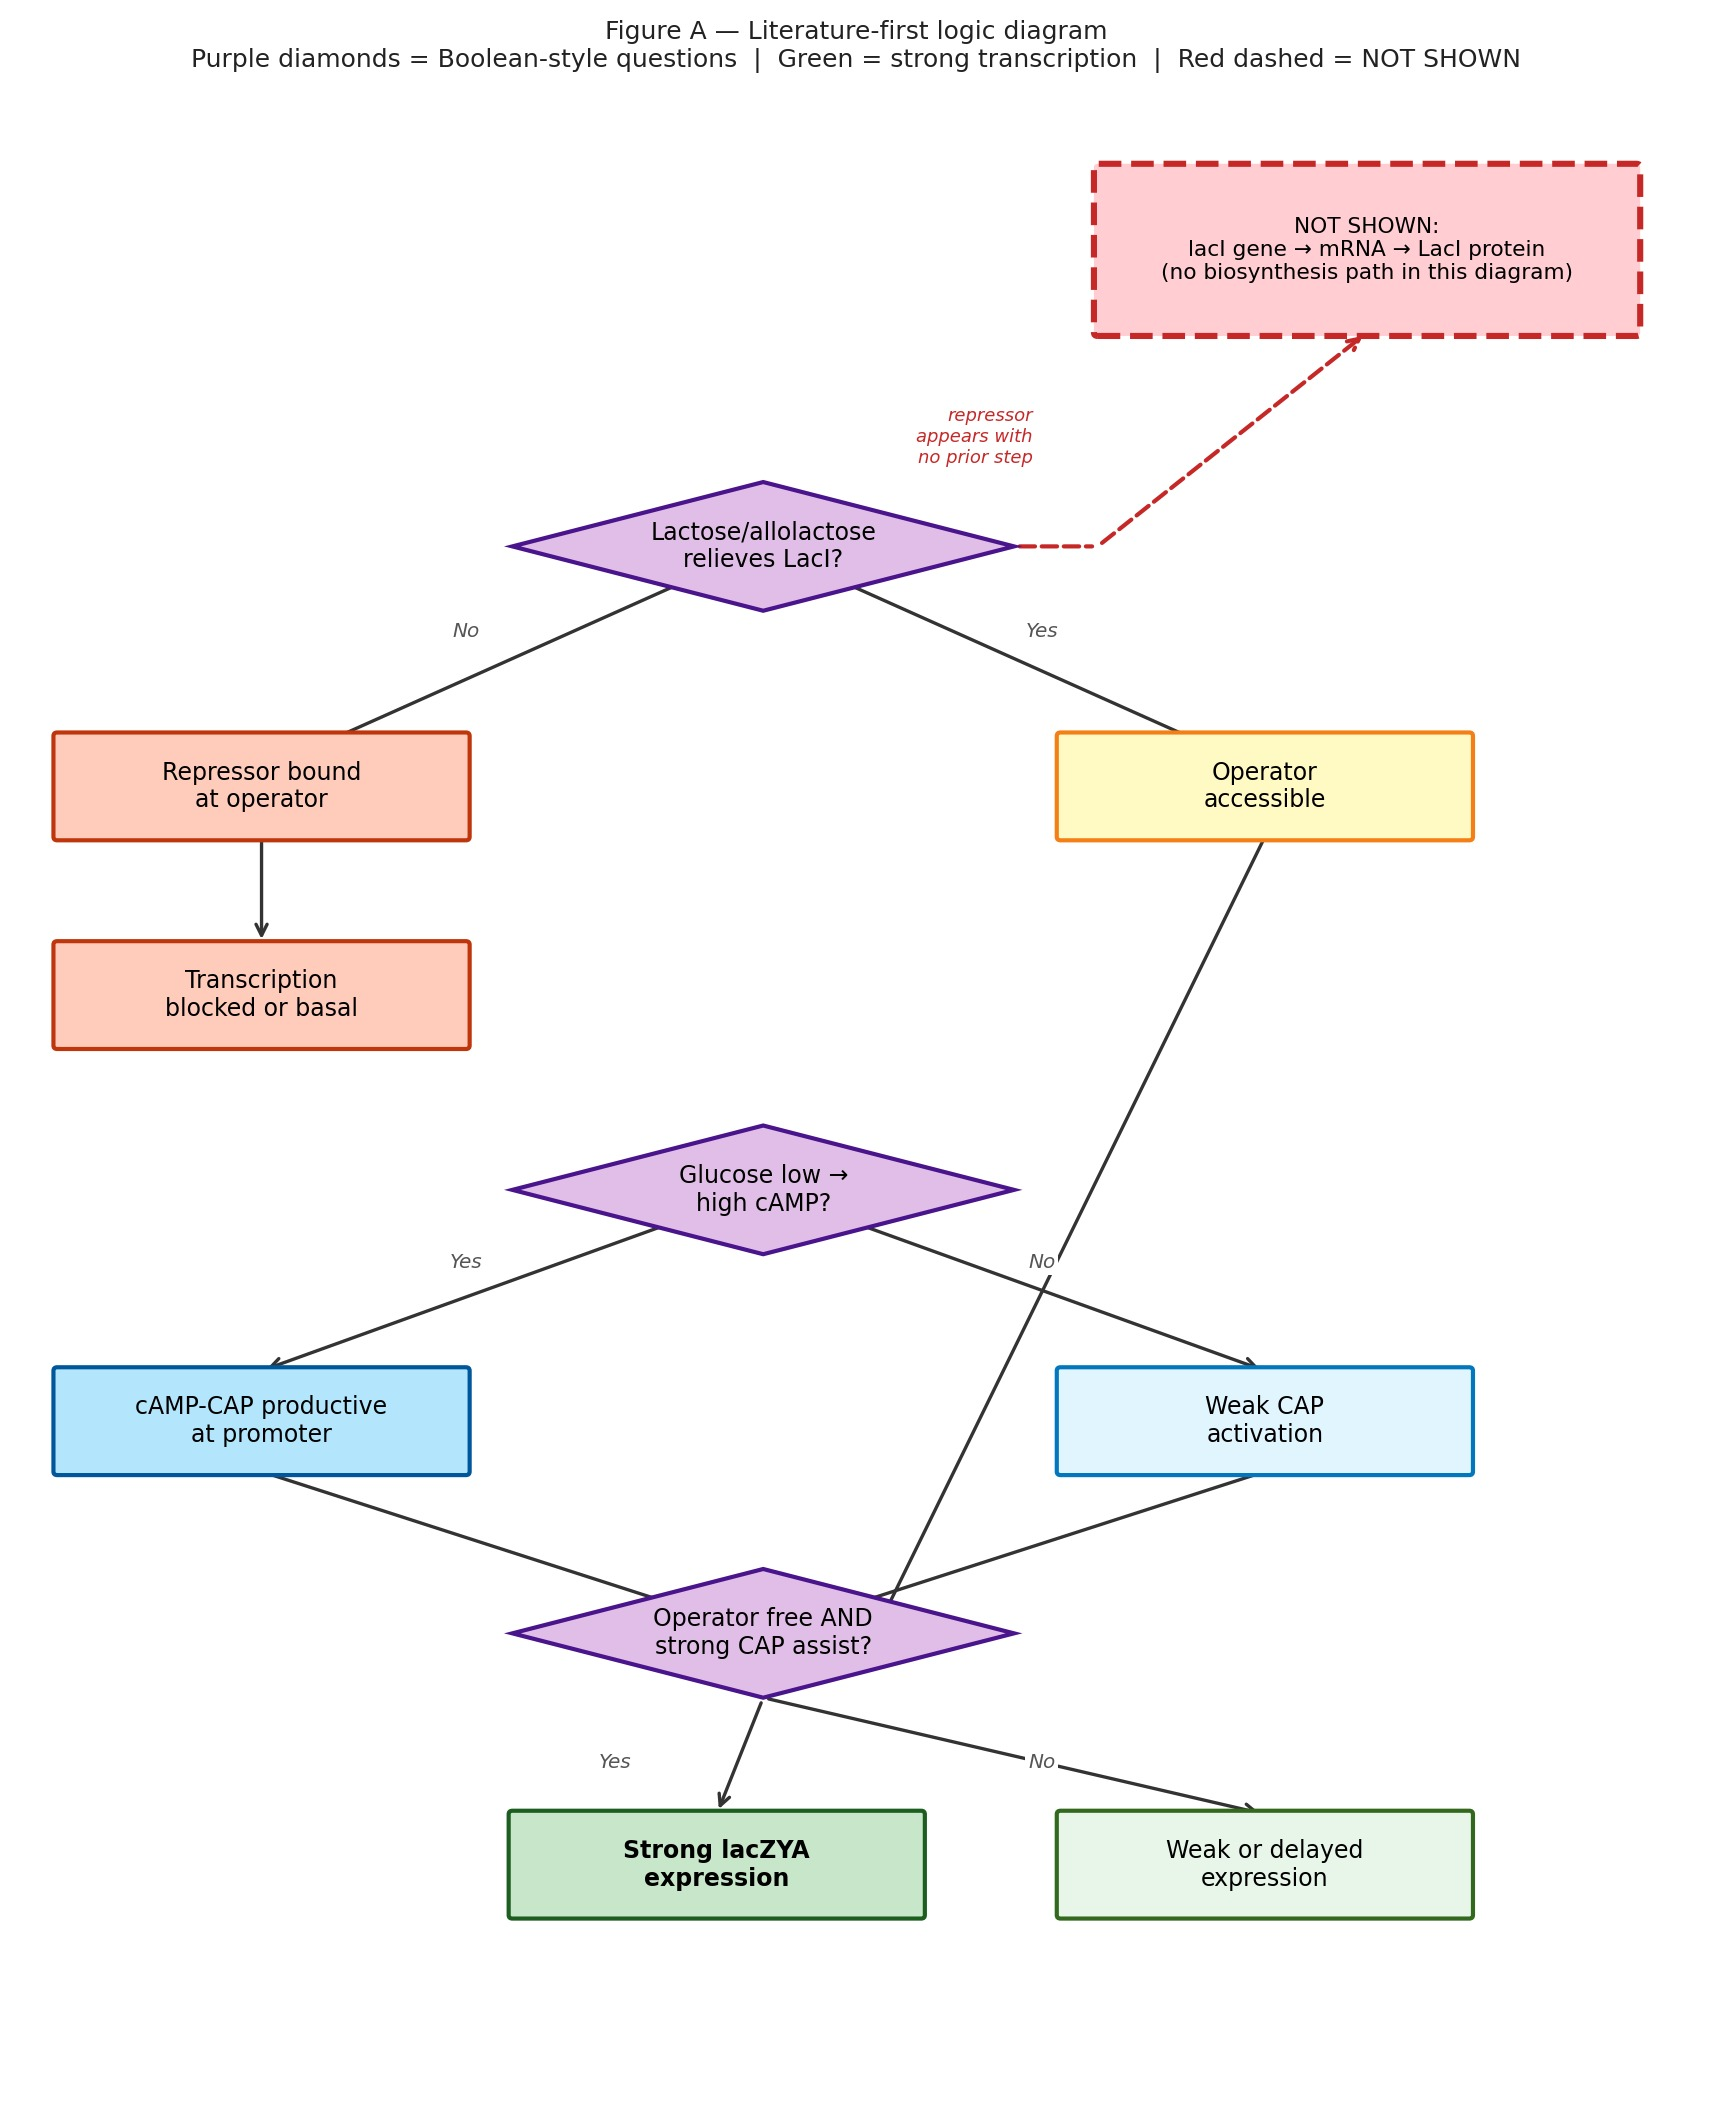 Figure A — Literature-first logic diagram
Purple diamonds = Boolean-style questions | Green = strong transcription | Red dashed = NOT SHOWN
NOT SHOWN:
lacI gene → mRNA → LacI protein
(no biosynthesis path in this diagram)
repressor
appears with
no prior step
Lactose/allolactose
relieves LacI?
No
Yes
Repressor bound
at operator
Operator
accessible
Transcription
blocked or basal
Glucose low →
high cAMP?
Yes
No
cAMP-CAP productive
at promoter
Weak CAP
activation
Operator free AND
strong CAP assist?
Yes
No
Strong lacZYA
expression
Weak or delayed
expression